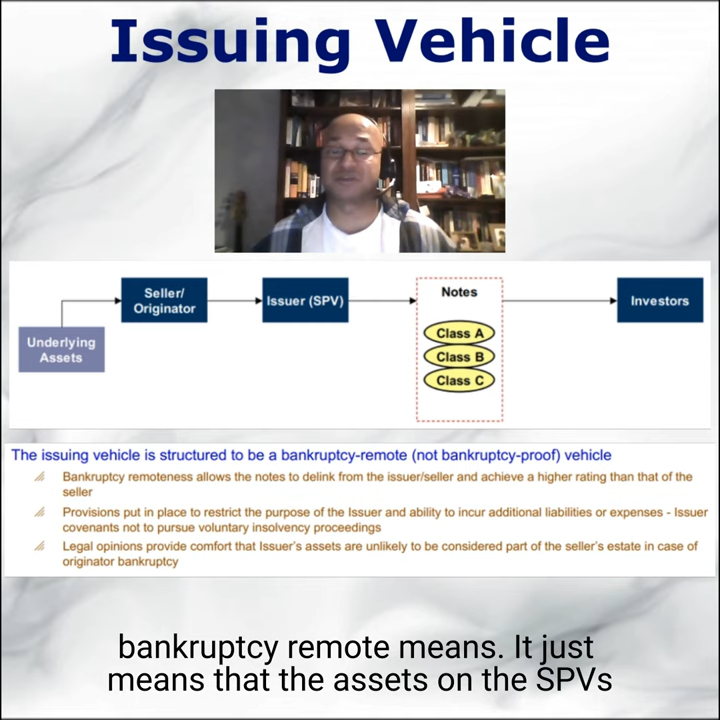 Issuing Vehicle
Seller/
Originator
Issuer (SPV)
Notes
Investors
Class A
Class B
Class C
Underlying
Assets
The issuing vehicle is structured to be a bankruptcy-remote (not bankruptcy-proof) vehicle
Bankruptcy remoteness allows the notes to delink from the issuer/seller and achieve a higher rating than that of the
seller
Provisions put in place to restrict the purpose of the Issuer and ability to incur additional liabilities or expenses - Issuer
covenants not to pursue voluntary insolvency proceedings
Legal opinions provide comfort that Issuer's assets are unlikely to be considered part of the seller's estate in case of
originator bankruptcy
bankruptcy remote means. It just
means that the assets on the SPVs